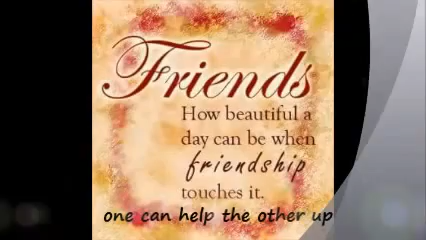 Friends
How beautiful a
day can be when
friendship
touches it.
one can help the other up